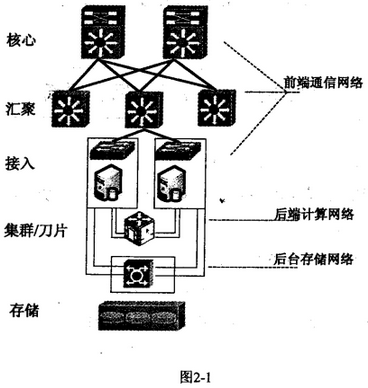 核心
前端通信网络
汇聚
接入
后端计算网络
集群/刀片
后台存储网络
存储
图2-1